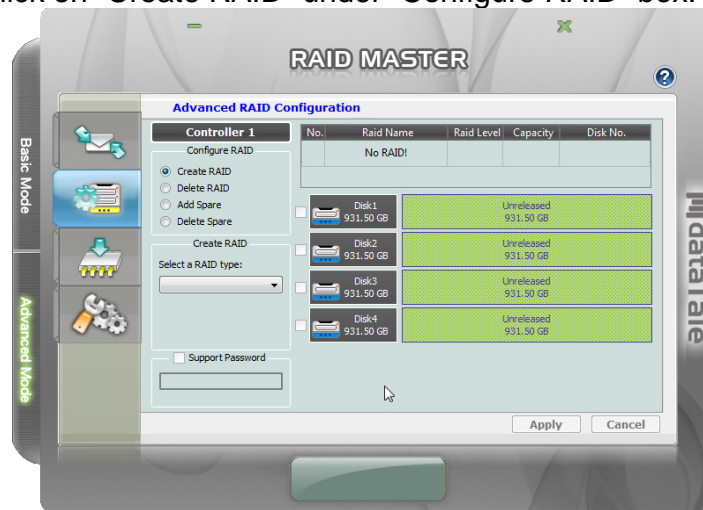 Click on "Create RAID" under "Configure RAID" box.
RAID MASTER
?
Advanced RAID Configuration
Basic Mode
Advanced Mode
Controller 1
Configure RAID
Create RAID
Delete RAID
Add Spare
Delete Spare
Create RAID
Select a RAID type:
Support Password
No. Raid Name Raid Level Capacity Disk No.
No RAID!
Disk1
931.50 GB
Unreleased
931.50 GB
Disk2
931.50 GB
Unreleased
931.50 GB
Disk3
931.50 GB
Unreleased
931.50 GB
Disk4
931.50 GB
Unreleased
931.50 GB
Apply Cancel
dataTale